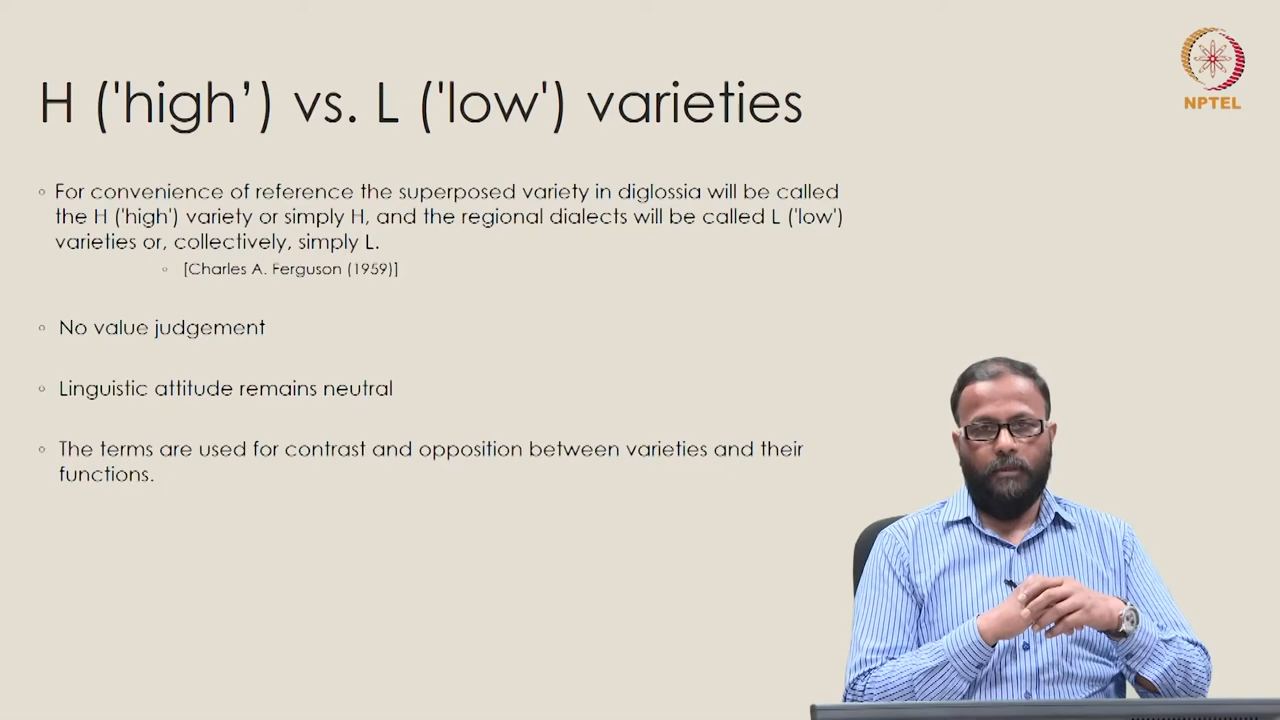 H ('high’) vs. L ('low') varieties
NPTEL
For convenience of reference the superposed variety in diglossia will be called
the H ('high') variety or simply H, and the regional dialects will be called L ('low')
varieties or, collectively, simply L.
[Charles A. Ferguson (1959)]
No value judgement
Linguistic attitude remains neutral
The terms are used for contrast and opposition between varieties and their
functions.